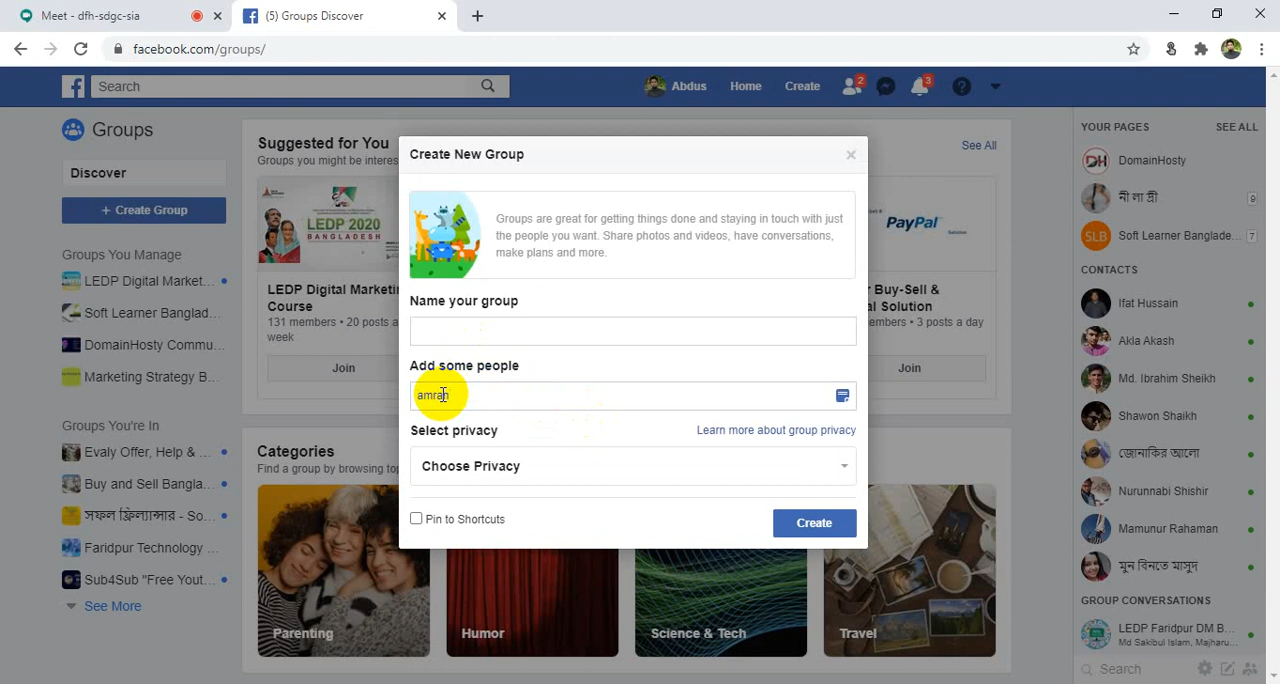 Meet - dfh-sdgc-sia
(5) Groups Discover
facebook.com/groups/
Search
Abdus
Home
Create
2
3
Groups
Discover
+ Create Group
Groups You Manage
LEDP Digital Market...
Soft Learner Banglad...
DomainHosty Commu...
Marketing Strategy B...
Groups You're In
Evaly Offer, Help & ...
Buy and Sell Bangla...
সফল ফ্রিল্যান্সার - So...
Faridpur Technology ...
Sub4Sub "Free Yout...
See More
Suggested for You
Groups you might be interes
See All
LEDP 2020
BANGLADESH
PayPal
LEDP Digital Marketi
Course
131 members • 20 posts a
week
Join
r Buy-Sell &
al Solution
embers • 3 posts a day
Join
Categories
Find a group by browsing top
Parenting
Humor
Science & Tech
Travel
Create New Group
Groups are great for getting things done and staying in touch with just
the people you want. Share photos and videos, have conversations,
make plans and more.
Name your group
Add some people
amran
Select privacy
Learn more about group privacy
Choose Privacy
Pin to Shortcuts
Create
YOUR PAGES
SEE ALL
DH
DomainHosty
নী লা দ্রী
9
SLB
Soft Learner Banglade...
7
CONTACTS
Ifat Hussain
Akla Akash
Md. Ibrahim Sheikh
Shawon Shaikh
জোনাকির আলো
Nurunnabi Shishir
Mamunur Rahaman
মুন বিনতে মাসুদ
GROUP CONVERSATIONS
LEDP Faridpur DM B...
Md Sakibul Islam, Majharu...
Search